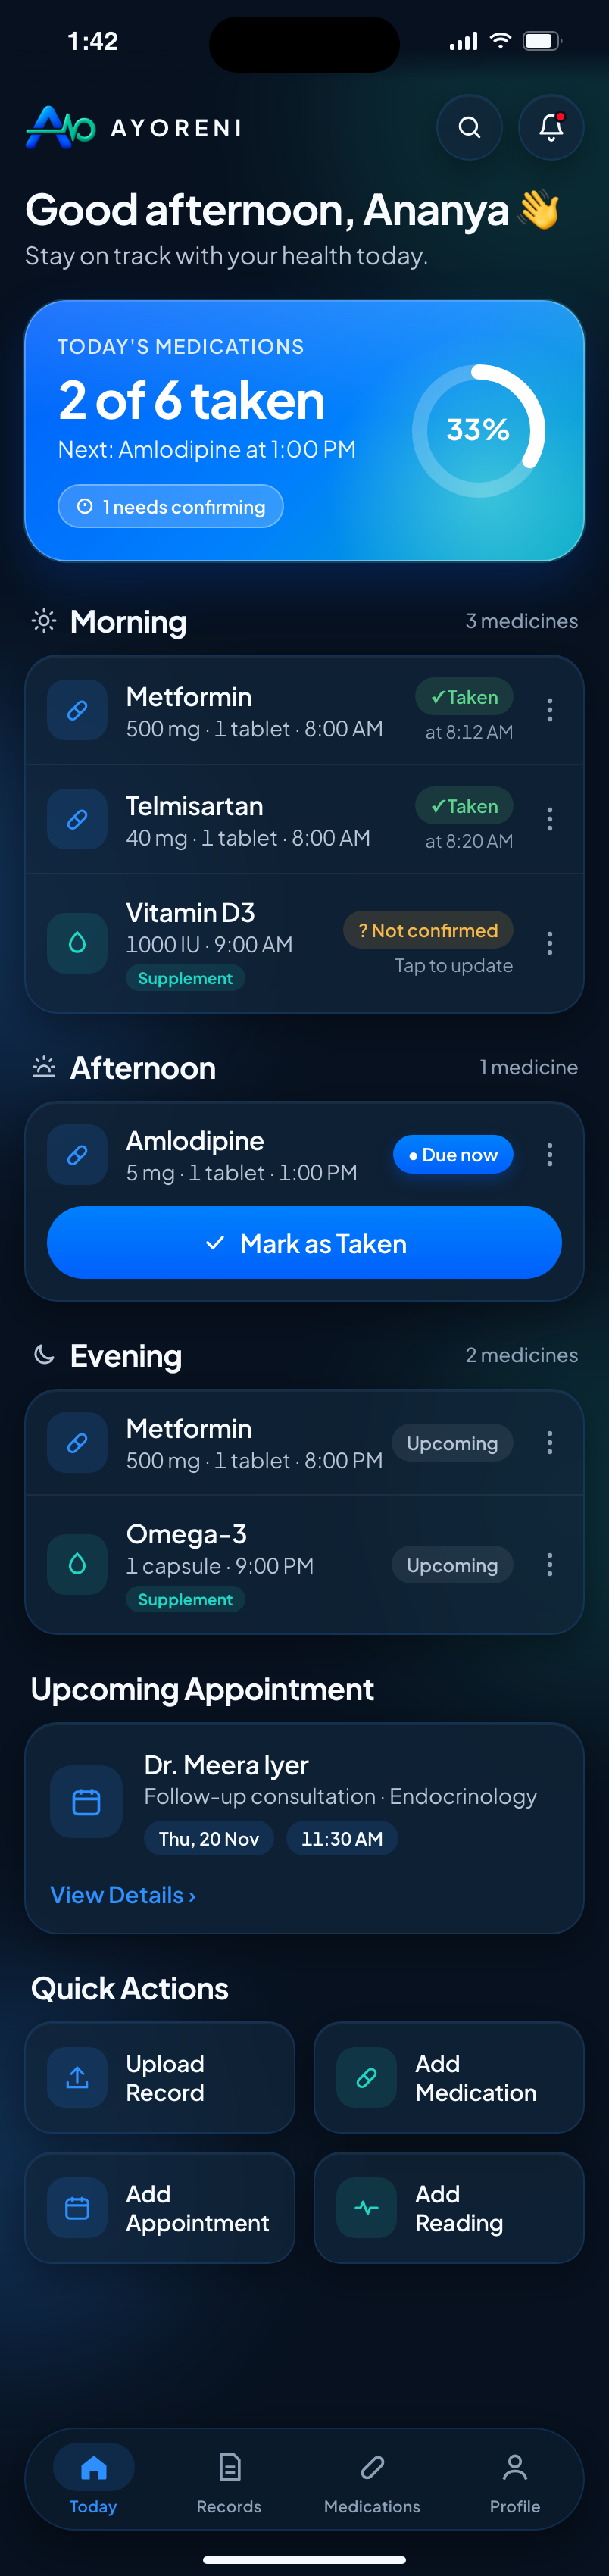 1:42
AYORENI
Good afternoon, Ananya 👋
Stay on track with your health today.
TODAY'S MEDICATIONS
2 of 6 taken
33%
Next: Amlodipine at 1:00 PM
1 needs confirming
Morning
3 medicines
Metformin
500 mg · 1 tablet · 8:00 AM
✓Taken
at 8:12 AM
Telmisartan
40 mg · 1 tablet · 8:00 AM
✓Taken
at 8:20 AM
Vitamin D3
1000 IU · 9:00 AM
Supplement
? Not confirmed
Tap to update
Afternoon
1 medicine
Amlodipine
5 mg · 1 tablet · 1:00 PM
● Due now
✓ Mark as Taken
Evening
2 medicines
Metformin
500 mg · 1 tablet · 8:00 PM
Upcoming
Omega-3
1 capsule · 9:00 PM
Supplement
Upcoming
Upcoming Appointment
Dr. Meera Iyer
Follow-up consultation · Endocrinology
Thu, 20 Nov
11:30 AM
View Details ›
Quick Actions
Upload
Record
Add
Medication
Add
Appointment
Add
Reading
Today
Records
Medications
Profile